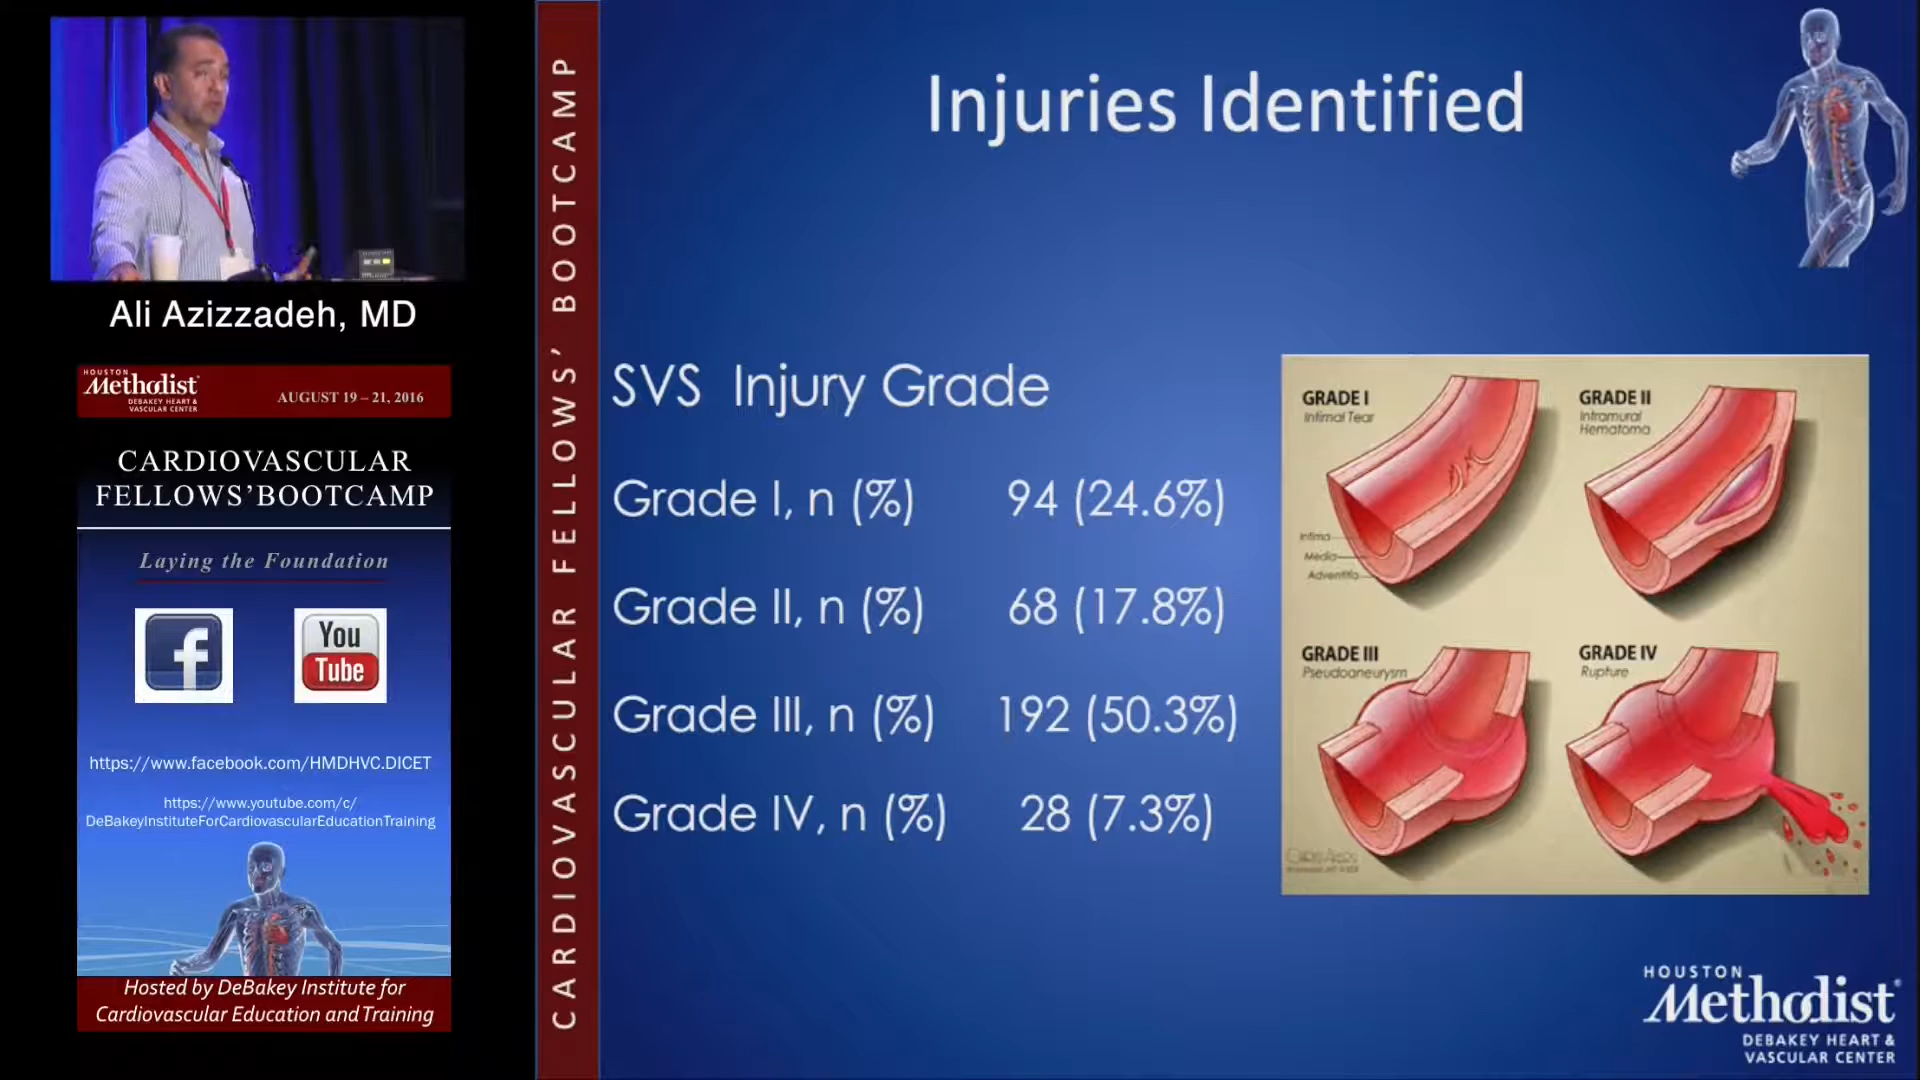 Ali Azizzadeh, MD
HOUSTON
Methodist
DEBAKEY HEART &
VASCULAR CENTER
AUGUST 19 – 21, 2016
CARDIOVASCULAR
FELLOWS'BOOTCAMP
Laying the Foundation
f
You
Tube
https://www.facebook.com/HMDHVC.DICET
https://www.youtube.com/c/
DeBakeyInstituteForCardiovascularEducationTraining
Hosted by DeBakey Institute for
Cardiovascular Education and Training
CARDIOVASCULAR FELLOWS' BOOTCAMP
Injuries Identified
SVS Injury Grade
Grade I, n (%) 94 (24.6%)
Grade II, n (%) 68 (17.8%)
Grade III, n (%) 192 (50.3%)
Grade IV, n (%) 28 (7.3%)
GRADE I
Intimal Tear
Intima
Media
Adventitia
GRADE II
Intramural
Hematoma
GRADE III
Pseudoaneurysm
GRADE IV
Rupture
HOUSTON
Methodist
DEBAKEY HEART &
VASCULAR CENTER